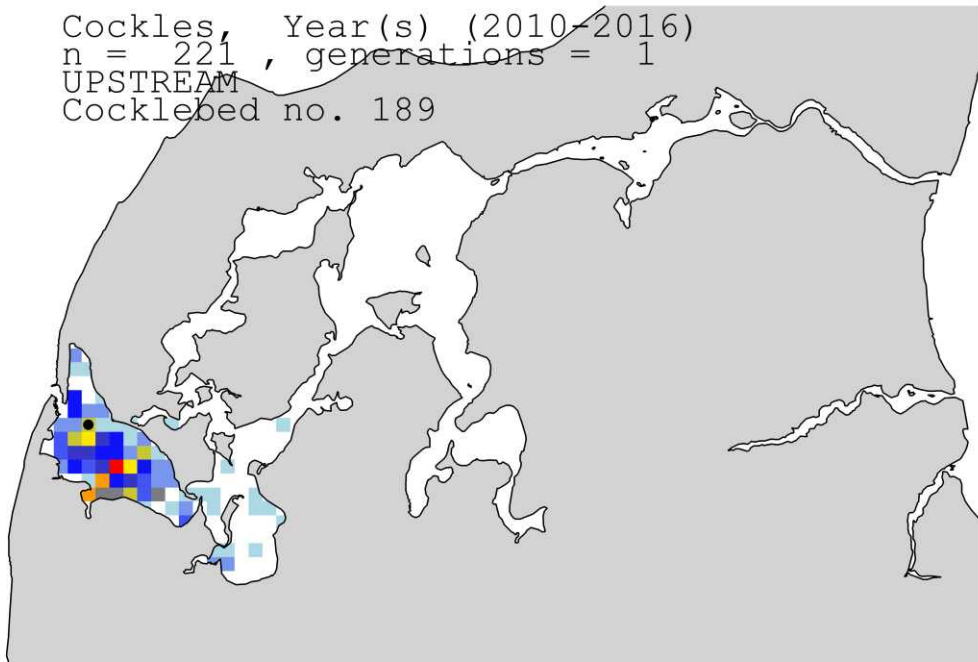 Cockles, Year(s) (2010-2016)
n = 221 , generations = 1
UPSTREAM
Cocklebed no. 189